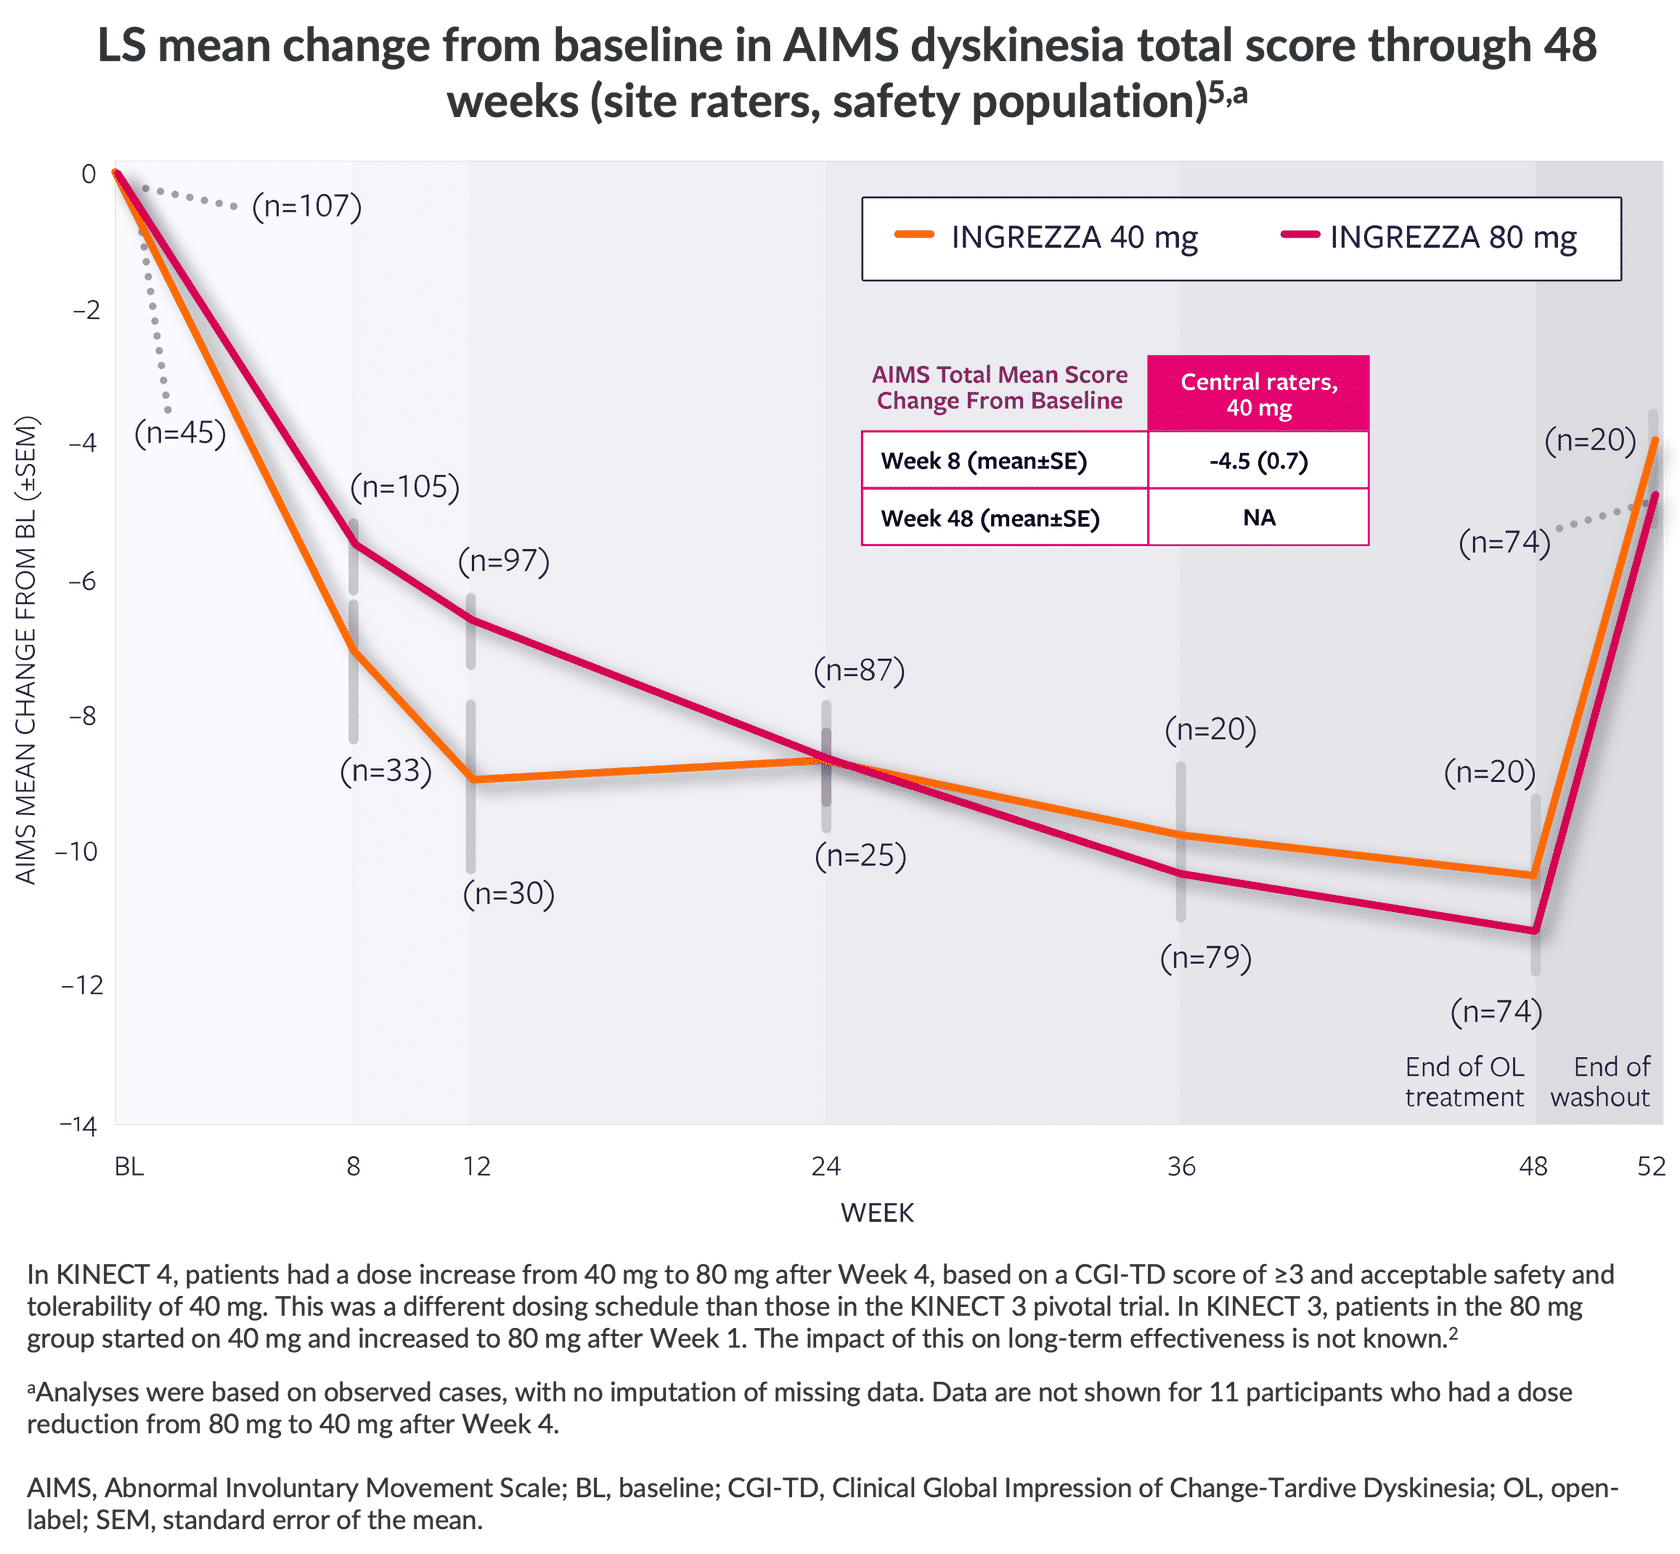 LS mean change from baseline in AIMS dyskinesia total score through 48
weeks (site raters, safety population)5,a
0
−2
−4
−6
−8
−10
−12
−14
AIMS MEAN CHANGE FROM BL (±SEM)
(n=107)
(n=45)
INGREZZA 40 mg
INGREZZA 80 mg
AIMS Total Mean Score
Change From Baseline
Central raters,
40 mg
Week 8 (mean±SE)
-4.5 (0.7)
Week 48 (mean±SE)
NA
(n=105)
(n=33)
(n=97)
(n=30)
(n=87)
(n=25)
(n=20)
(n=79)
(n=20)
(n=74)
(n=20)
(n=74)
End of OL
treatment
End of
washout
BL
8
12
24
36
48
52
WEEK
In KINECT 4, patients had a dose increase from 40 mg to 80 mg after Week 4, based on a CGI-TD score of ≥3 and acceptable safety and
tolerability of 40 mg. This was a different dosing schedule than those in the KINECT 3 pivotal trial. In KINECT 3, patients in the 80 mg
group started on 40 mg and increased to 80 mg after Week 1. The impact of this on long-term effectiveness is not known.2
aAnalyses were based on observed cases, with no imputation of missing data. Data are not shown for 11 participants who had a dose
reduction from 80 mg to 40 mg after Week 4.
AIMS, Abnormal Involuntary Movement Scale; BL, baseline; CGI-TD, Clinical Global Impression of Change-Tardive Dyskinesia; OL, open-
label; SEM, standard error of the mean.